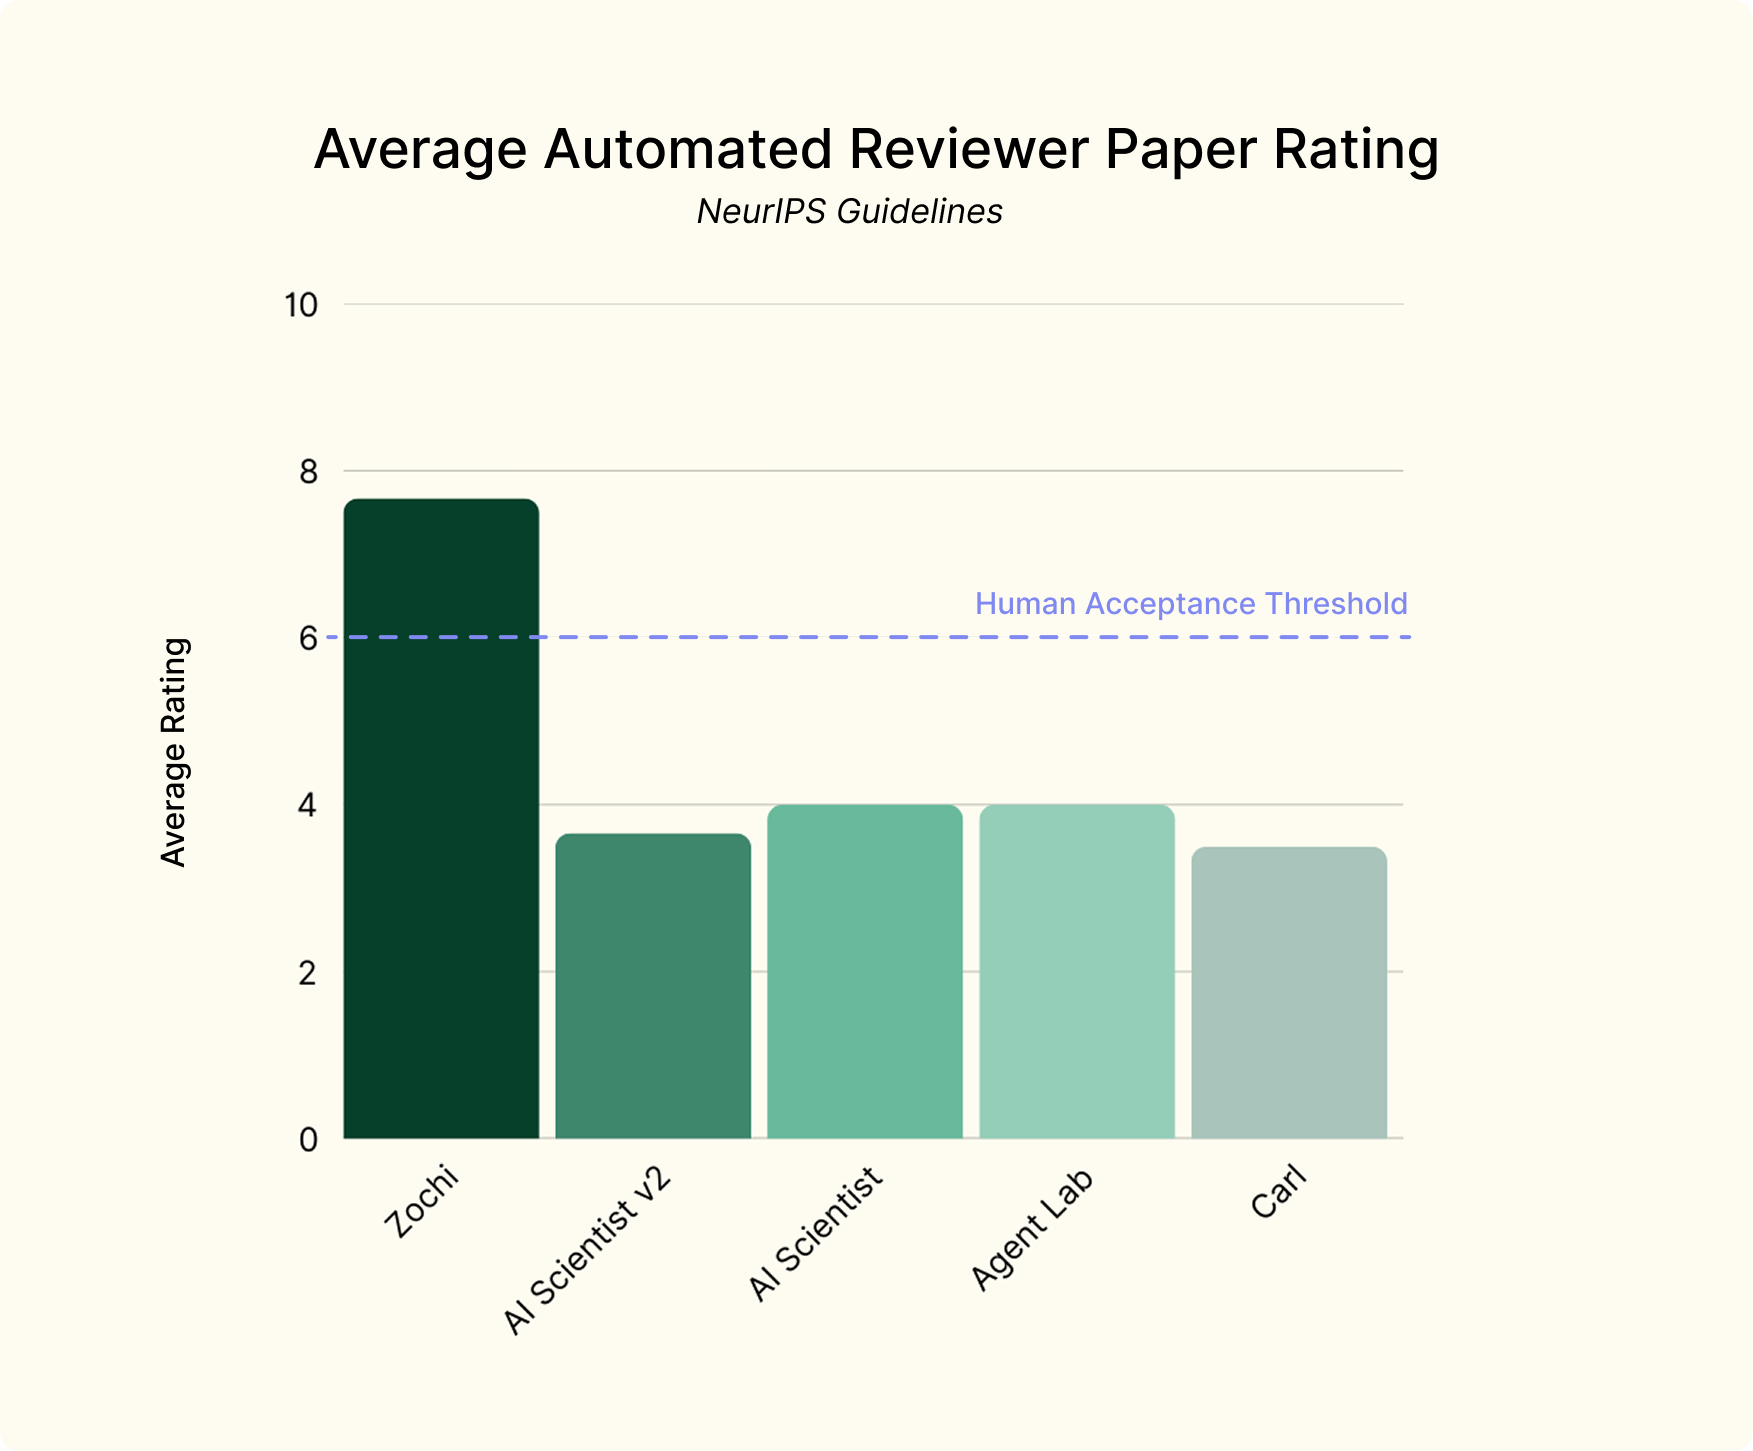 Average Automated Reviewer Paper Rating
NeurIPS Guidelines
10
8
Human Acceptance Threshold
6
Average Rating
4
2
0
Zochi
AI Scientist v2
AI Scientist
Agent Lab
Carl